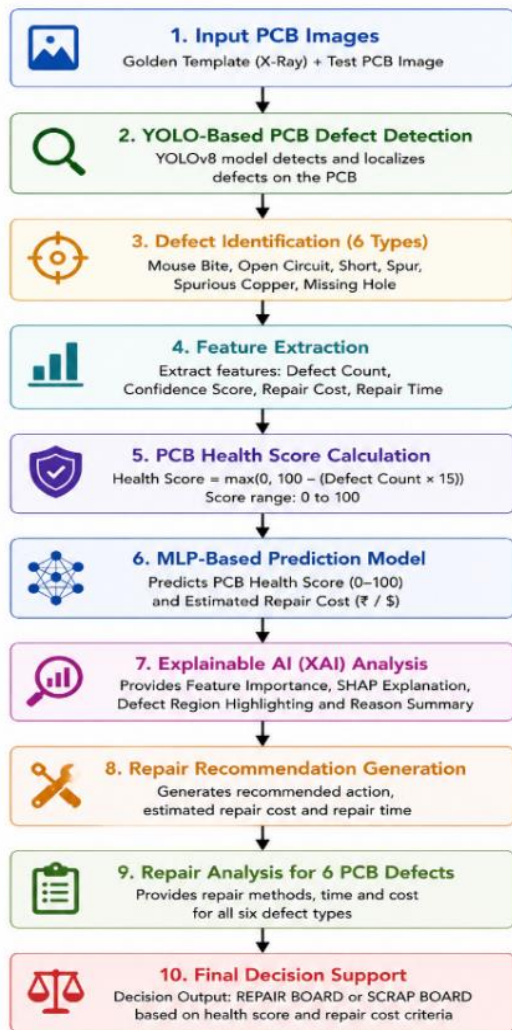 1. Input PCB Images
Golden Template (X-Ray) + Test PCB Image
2. YOLO-Based PCB Defect Detection
YOLOv8 model detects and localizes
defects on the PCB
3. Defect Identification (6 Types)
Mouse Bite, Open Circuit, Short, Spur,
Spurious Copper, Missing Hole
4. Feature Extraction
Extract features: Defect Count,
Confidence Score, Repair Cost, Repair Time
5. PCB Health Score Calculation
Health Score = max(0, 100 – (Defect Count × 15))
Score range: 0 to 100
6. MLP-Based Prediction Model
Predicts PCB Health Score (0–100)
and Estimated Repair Cost (₹ / $)
7. Explainable AI (XAI) Analysis
Provides Feature Importance, SHAP Explanation,
Defect Region Highlighting and Reason Summary
8. Repair Recommendation Generation
Generates recommended action,
estimated repair cost and repair time
9. Repair Analysis for 6 PCB Defects
Provides repair methods, time and cost
for all six defect types
10. Final Decision Support
Decision Output: REPAIR BOARD or SCRAP BOARD
based on health score and repair cost criteria